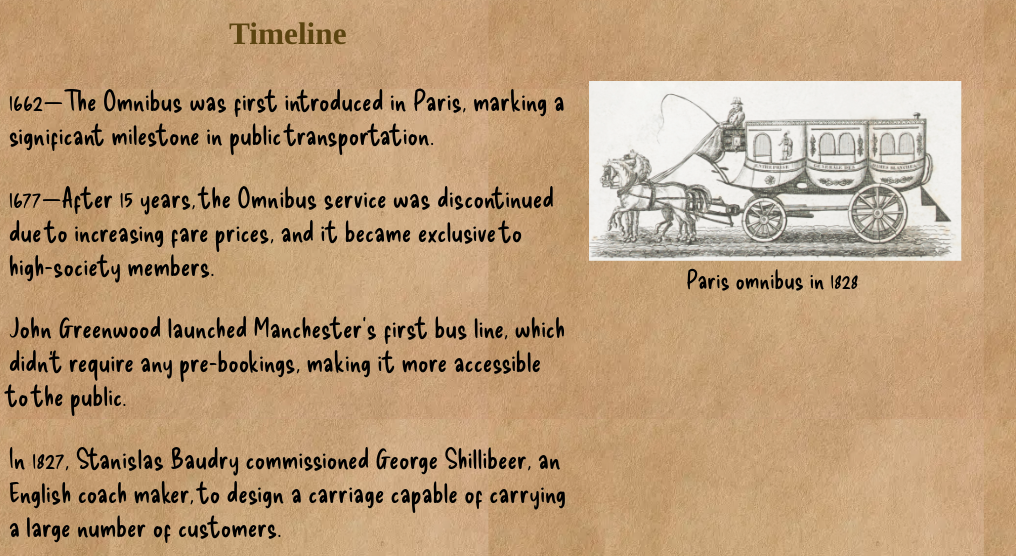 Timeline
1662—The Omnibus was first introduced in Paris, marking a
significant milestone in public transportation.
1677—After 15 years, the Omnibus service was discontinued
due to increasing fare prices, and it became exclusive to
high-society members.
John Greenwood launched Manchester's first bus line, which
didn't require any pre-bookings, making it more accessible
to the public.
In 1827, Stanislas Baudry commissioned George Shillibeer, an
English coach maker, to design a carriage capable of carrying
a large number of customers.
Paris omnibus in 1828